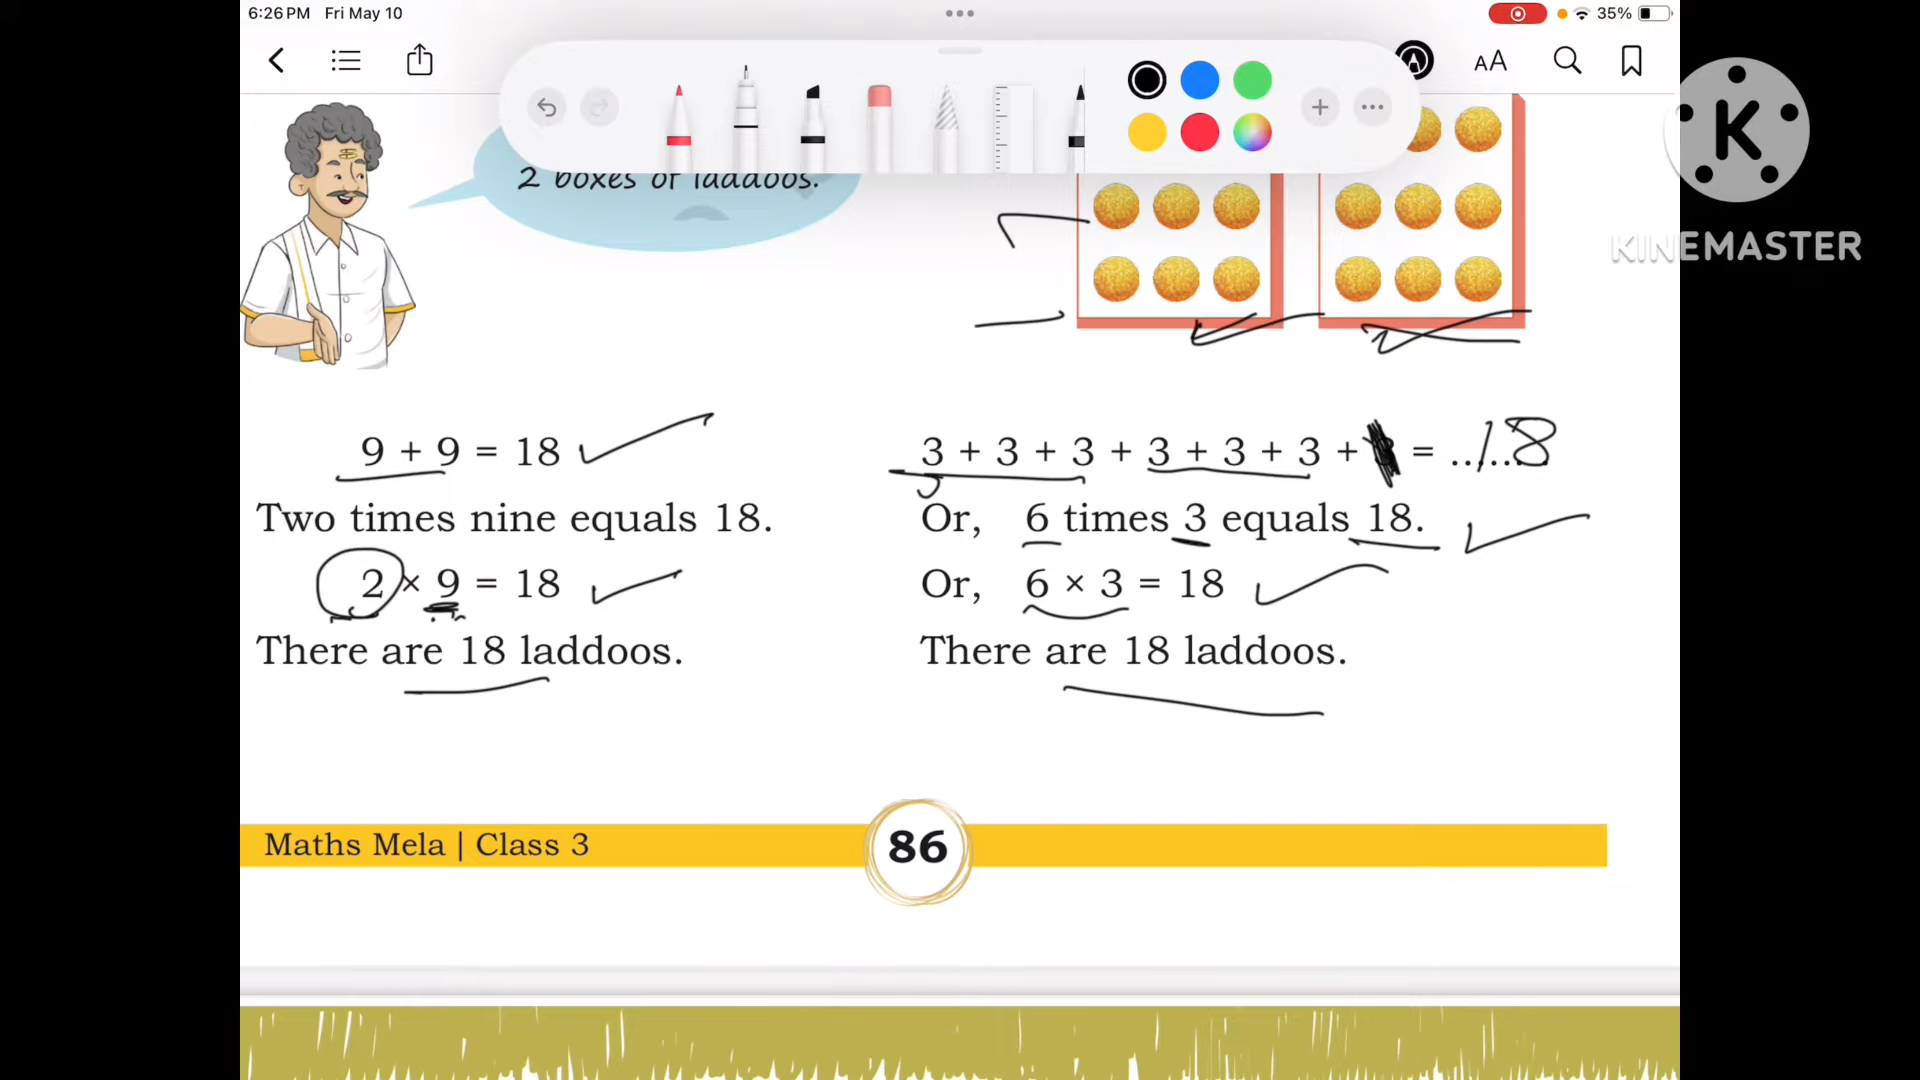 6:26 PM Fri May 10
35%
AA
K
KINEMASTER
2 boxes of laddoos.
9 + 9 = 18
3 + 3 + 3 + 3 + 3 + 3 + = ......18
Two times nine equals 18.
Or, 6 times 3 equals 18.
2 × 9 = 18
Or, 6 × 3 = 18
There are 18 laddoos.
There are 18 laddoos.
Maths Mela | Class 3
86